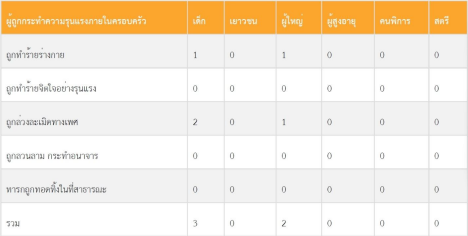 ผู้ถูกกระทำความรุนแรงภายในครอบครัว เด็ก เยาวชน ผู้ใหญ่ ผู้สูงอายุ คนพิการ สตรี
ถูกทำร้ายร่างกาย 1 0 1 0 0 0
ถูกทำร้ายจิตใจอย่างรุนแรง 0 0 0 0 0 0
ถูกล่วงละเมิดทางเพศ 2 0 1 0 0 0
ถูกลวนลาม กระทำอนาจาร 0 0 0 0 0 0
ทารกถูกทอดทิ้งในที่สาธารณะ 0 0 0 0 0 0
รวม 3 0 2 0 0 0